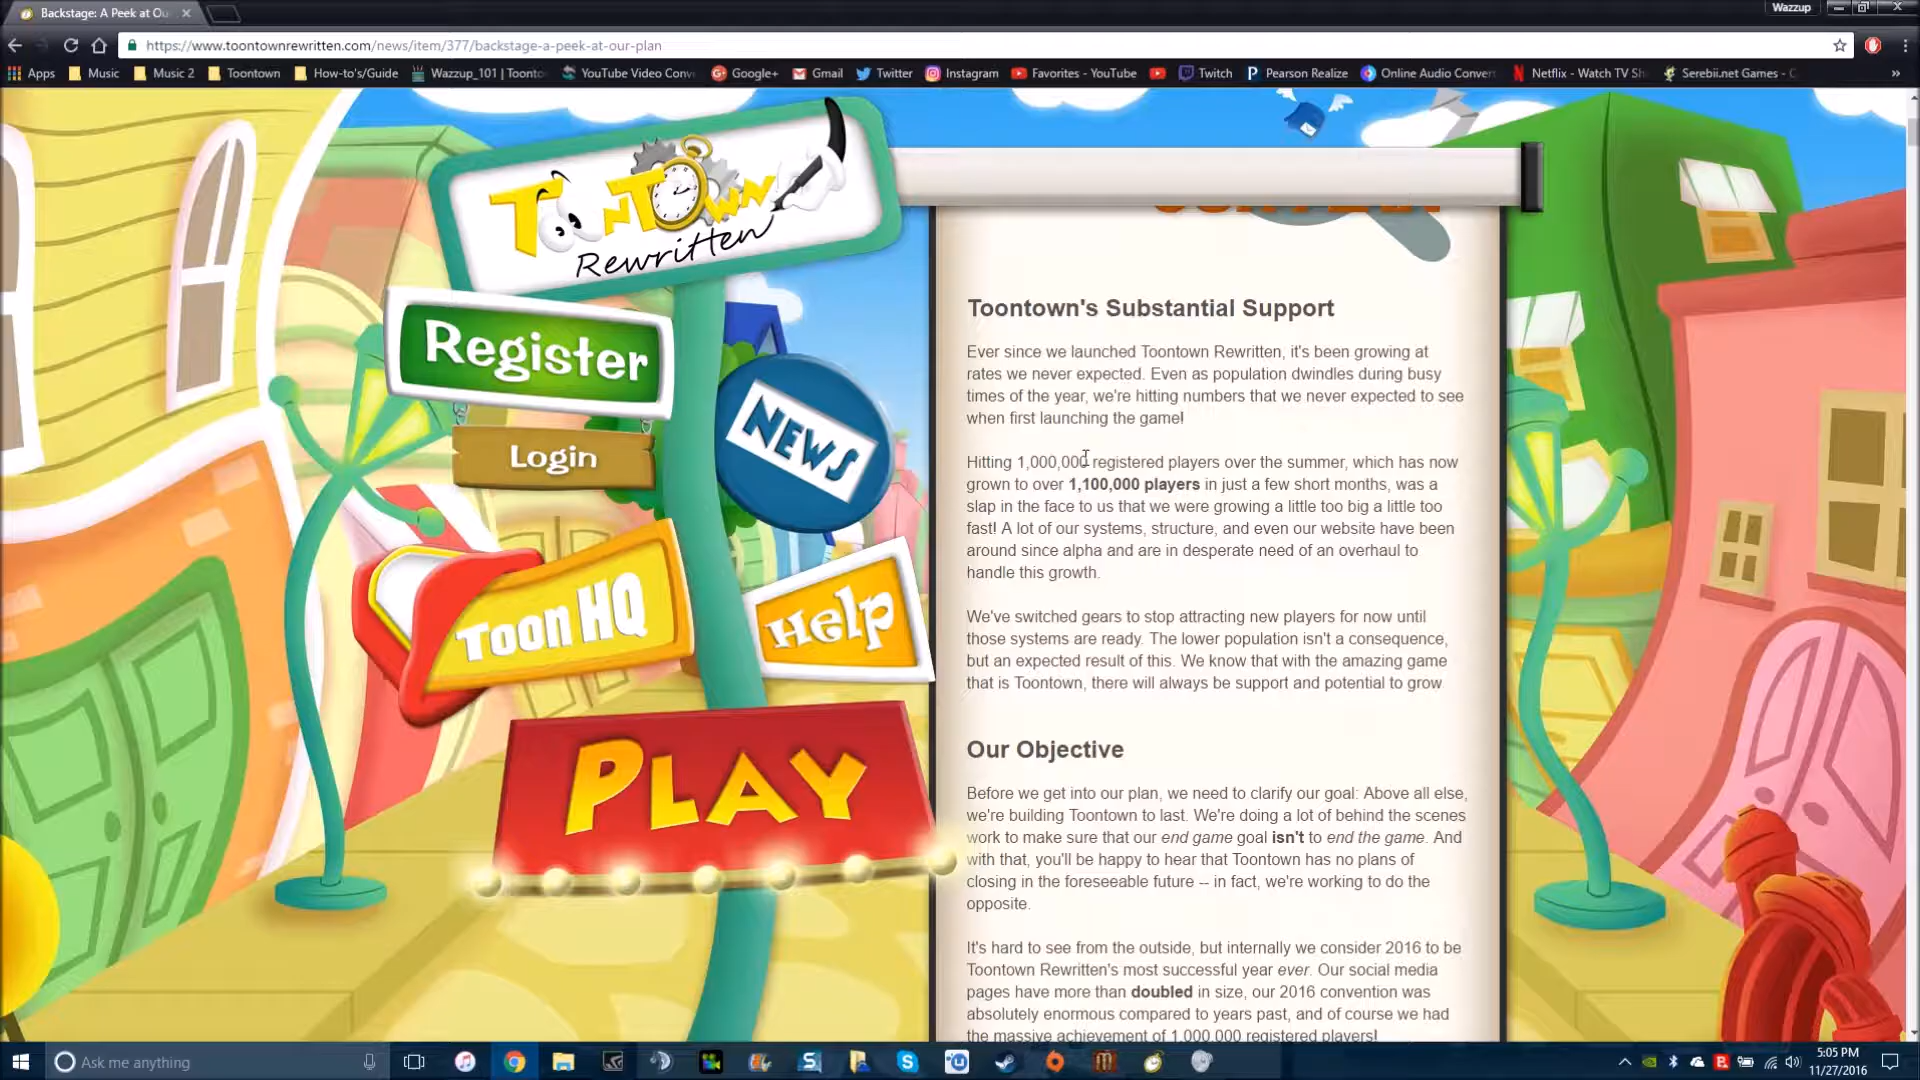 Backstage: A Peek at Ou
Wazzup
https://www.toontownrewritten.com/news/item/377/backstage-a-peek-at-our-plan
Apps Music Music 2 Toontown How-to's/Guide Wazzup_101 | Toonto YouTube Video Conv Google+ Gmail Twitter Instagram Favorites - YouTube Twitch Pearson Realize Online Audio Convert Netflix - Watch TV Sh Serebii.net Games - C »
TOONTOWN
Rewritten
Register
Login
NEWS
Toon HQ
Help
PLAY
Toontown's Substantial Support
Ever since we launched Toontown Rewritten, it's been growing at
rates we never expected. Even as population dwindles during busy
times of the year, we're hitting numbers that we never expected to see
when first launching the game!
Hitting 1,000,000 registered players over the summer, which has now
grown to over 1,100,000 players in just a few short months, was a
slap in the face to us that we were growing a little too big a little too
fast! A lot of our systems, structure, and even our website have been
around since alpha and are in desperate need of an overhaul to
handle this growth.
We've switched gears to stop attracting new players for now until
those systems are ready. The lower population isn't a consequence,
but an expected result of this. We know that with the amazing game
that is Toontown, there will always be support and potential to grow.
Our Objective
Before we get into our plan, we need to clarify our goal: Above all else,
we're building Toontown to last. We're doing a lot of behind the scenes
work to make sure that our end game goal isn't to end the game. And
with that, you'll be happy to hear that Toontown has no plans of
closing in the foreseeable future -- in fact, we're working to do the
opposite.
It's hard to see from the outside, but internally we consider 2016 to be
Toontown Rewritten's most successful year ever. Our social media
pages have more than doubled in size, our 2016 convention was
absolutely enormous compared to years past, and of course we had
the massive achievement of 1,000,000 registered players!
Ask me anything
5:05 PM
11/27/2016